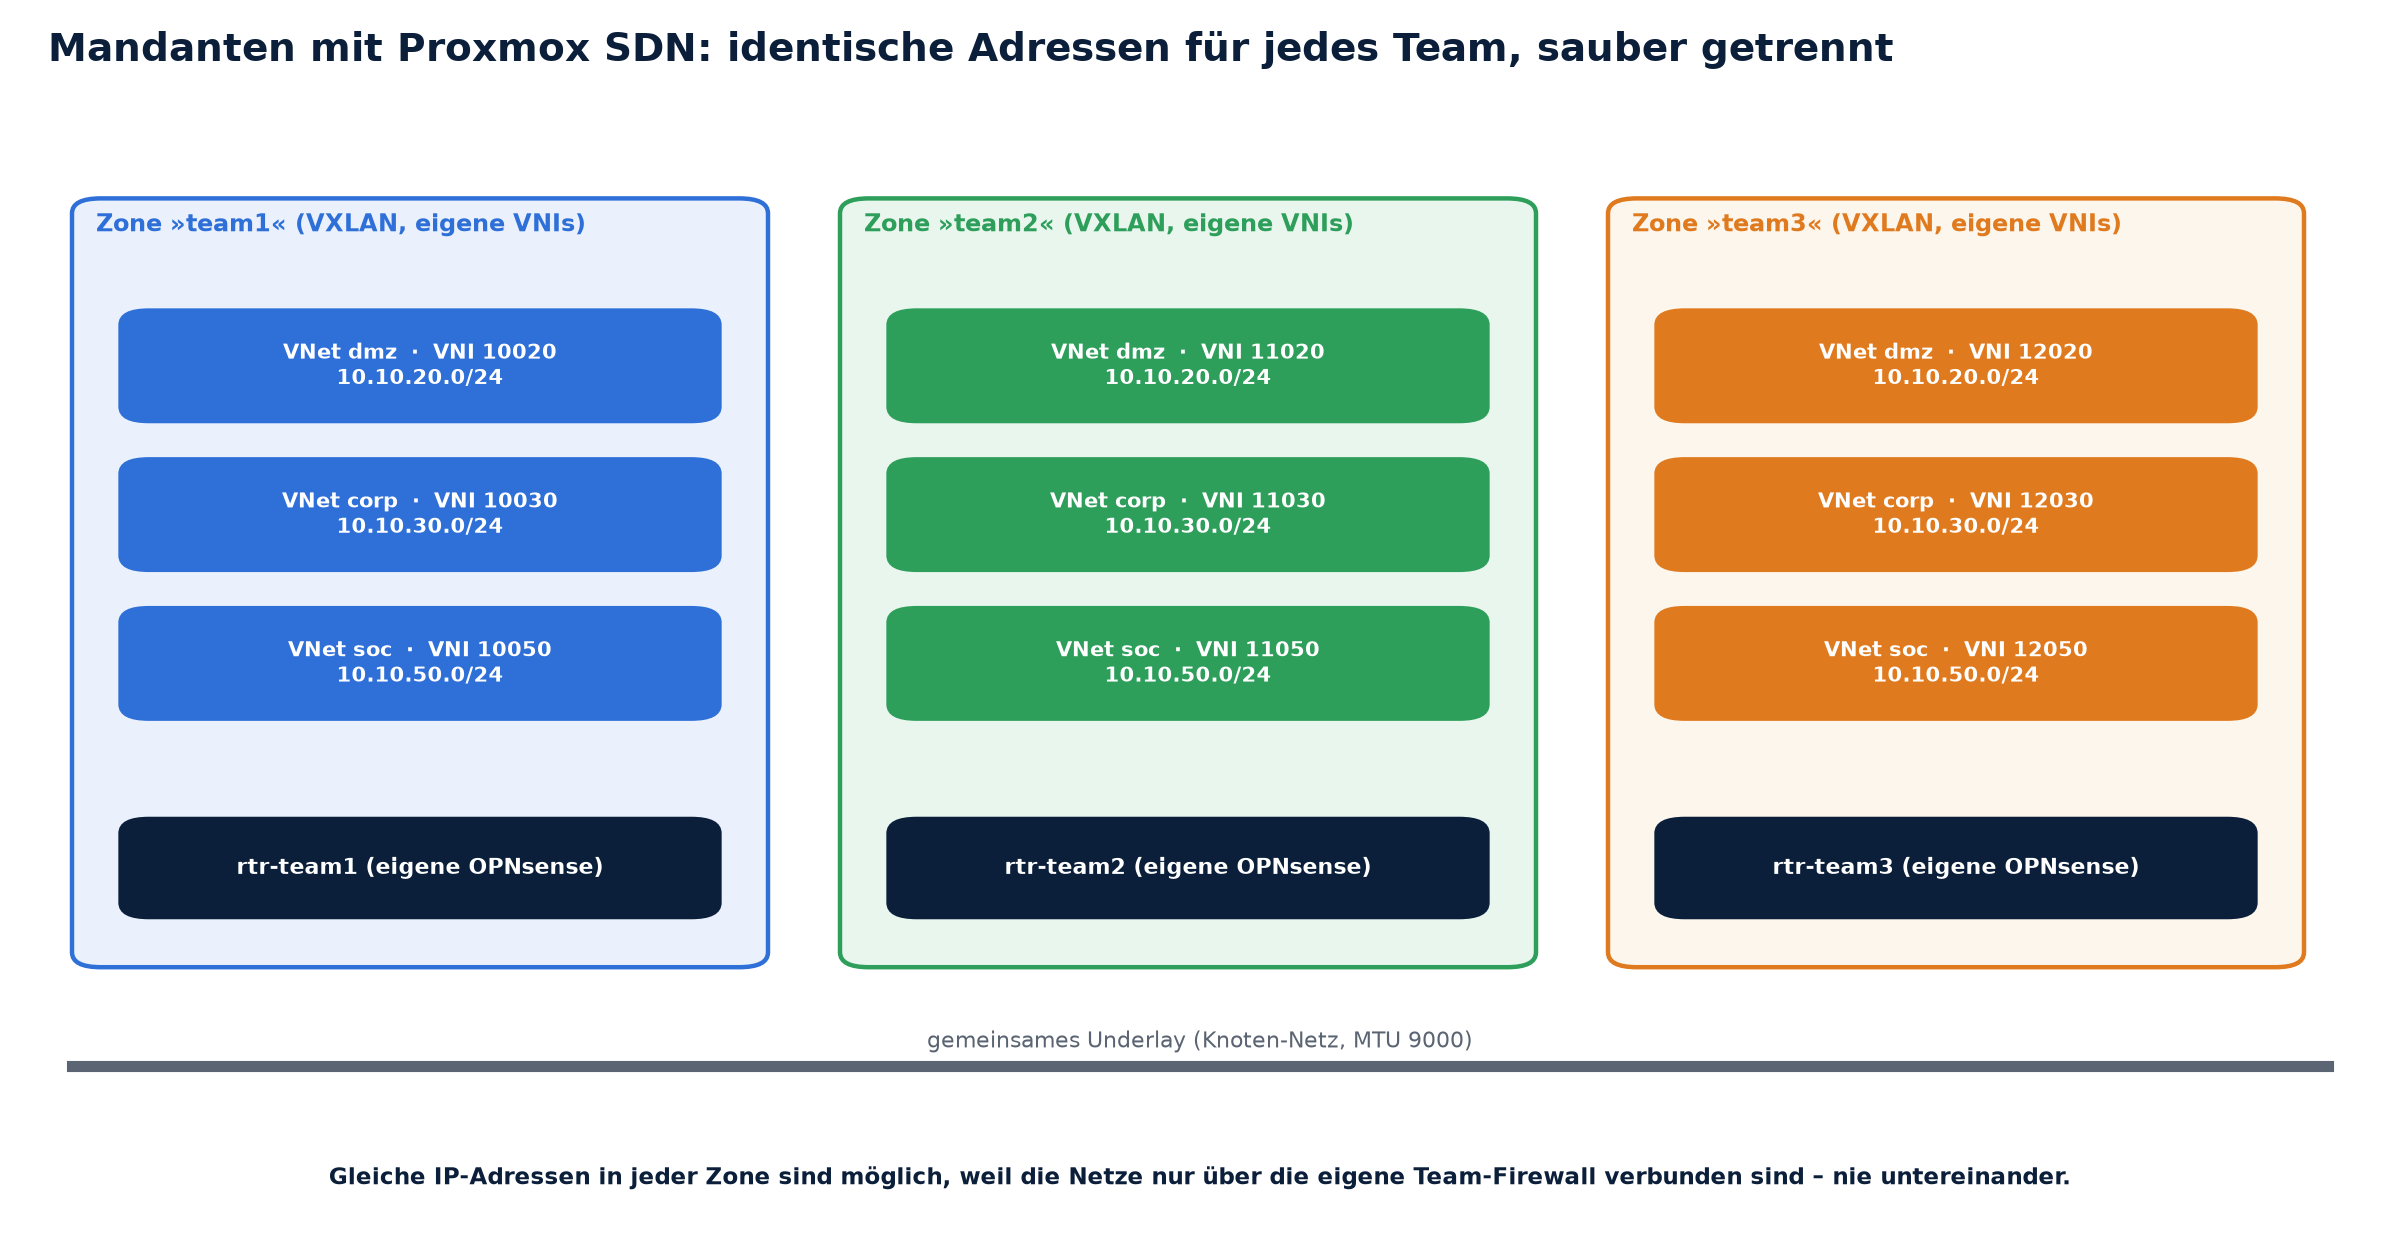 Mandanten mit Proxmox SDN: identische Adressen für jedes Team, sauber getrennt
Zone »team1« (VXLAN, eigene VNIs)
VNet dmz · VNI 10020
10.10.20.0/24
VNet corp · VNI 10030
10.10.30.0/24
VNet soc · VNI 10050
10.10.50.0/24
rtr-team1 (eigene OPNsense)
Zone »team2« (VXLAN, eigene VNIs)
VNet dmz · VNI 11020
10.10.20.0/24
VNet corp · VNI 11030
10.10.30.0/24
VNet soc · VNI 11050
10.10.50.0/24
rtr-team2 (eigene OPNsense)
Zone »team3« (VXLAN, eigene VNIs)
VNet dmz · VNI 12020
10.10.20.0/24
VNet corp · VNI 12030
10.10.30.0/24
VNet soc · VNI 12050
10.10.50.0/24
rtr-team3 (eigene OPNsense)
gemeinsames Underlay (Knoten-Netz, MTU 9000)
Gleiche IP-Adressen in jeder Zone sind möglich, weil die Netze nur über die eigene Team-Firewall verbunden sind – nie untereinander.